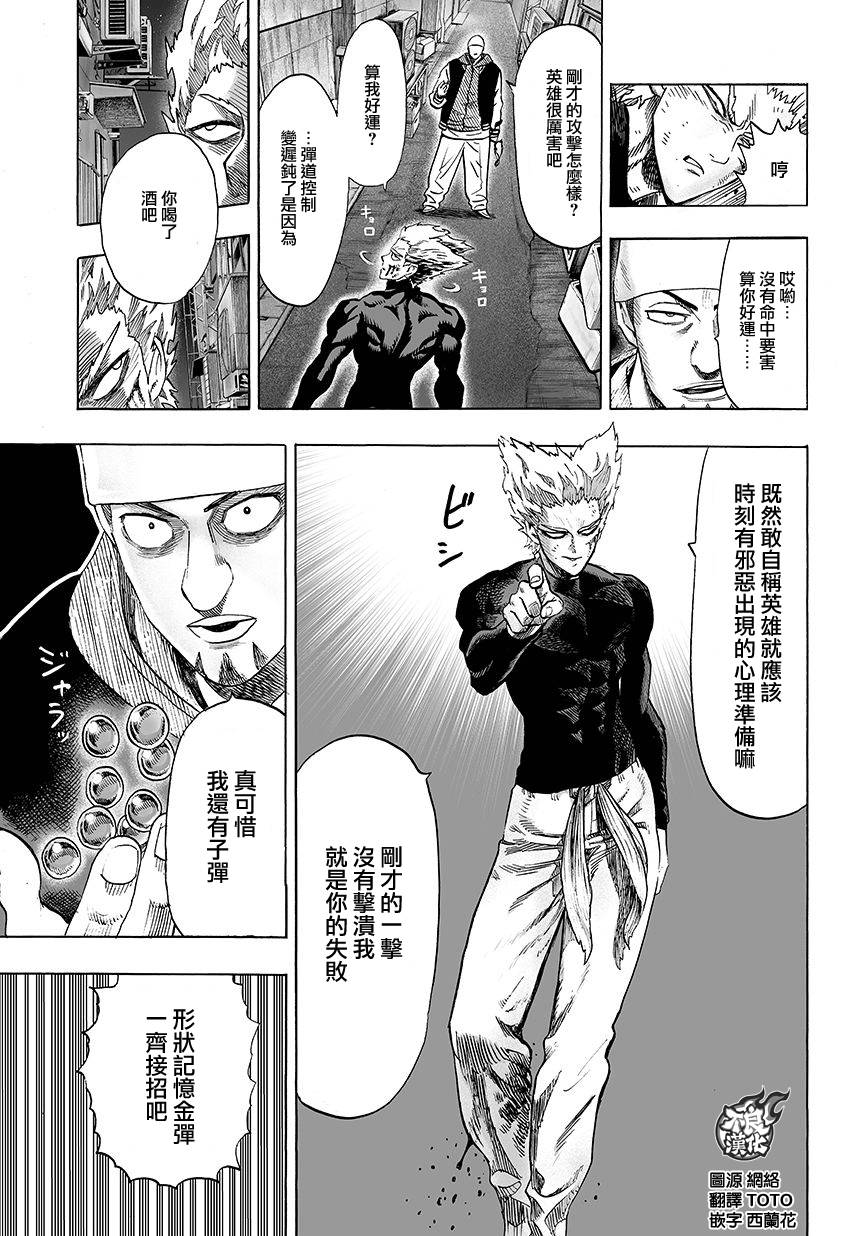 哼
哎喲…
沒有命中要害
算你好運……
剛才的攻擊怎麼樣？
英雄很厲害吧
算我好運？
…彈道控制
變遲鈍了是因為
キョロ
キョロ
你喝了
酒吧
既然敢自稱英雄就應該
時刻有邪惡出現的心理準備嘛
ビシ
剛才的一擊
沒有擊潰我
就是你的失敗
真可惜
我還有子彈
ジャラッ
形狀記憶金彈
一齊接招吧
大狼漢化
圖源 網絡
翻譯 TOTO
嵌字 西蘭花